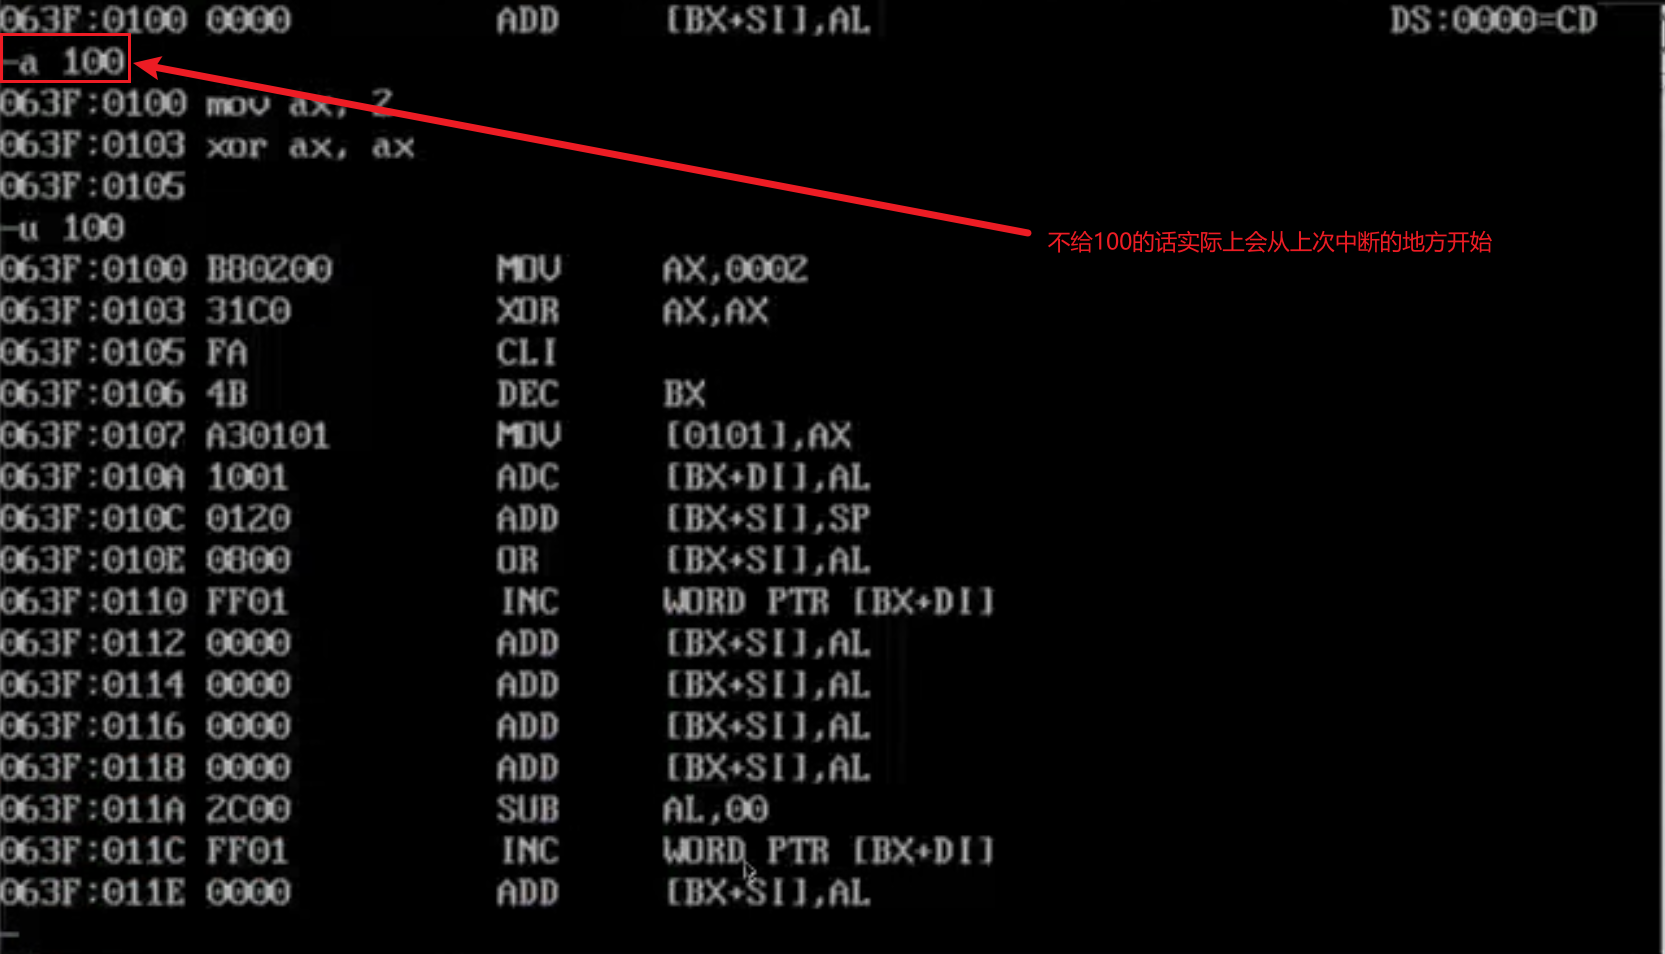 063F:0100 0000 ADD [BX+SI],AL DS:0000=CD
-a 100
063F:0100 mov ax, 2
063F:0103 xor ax, ax
063F:0105
-u 100
不给100的话实际上会从上次中断的地方开始
063F:0100 B80200 MOV AX,0002
063F:0103 31C0 XOR AX,AX
063F:0105 FA CLI
063F:0106 4B DEC BX
063F:0107 A30101 MOV [0101],AX
063F:010A 1001 ADC [BX+DI],AL
063F:010C 0120 ADD [BX+SI],SP
063F:010E 0800 OR [BX+SI],AL
063F:0110 FF01 INC WORD PTR [BX+DI]
063F:0112 0000 ADD [BX+SI],AL
063F:0114 0000 ADD [BX+SI],AL
063F:0116 0000 ADD [BX+SI],AL
063F:0118 0000 ADD [BX+SI],AL
063F:011A 2C00 SUB AL,00
063F:011C FF01 INC WORD PTR [BX+DI]
063F:011E 0000 ADD [BX+SI],AL